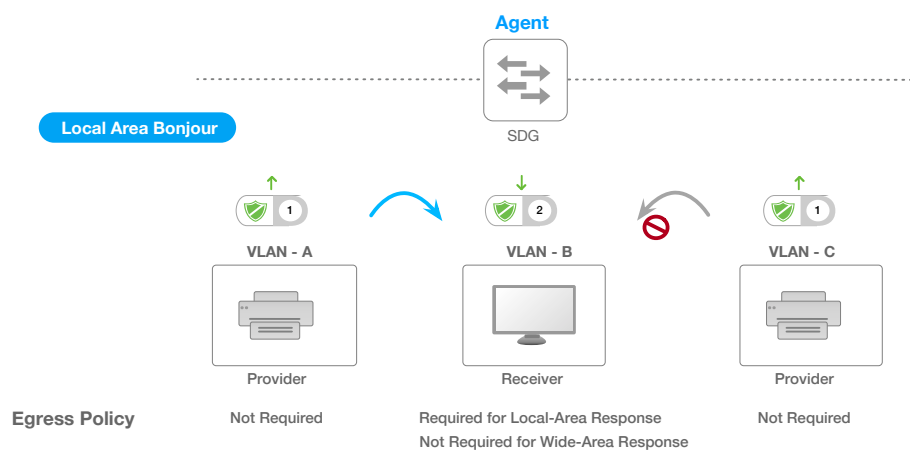 Agent
SDG
Local Area Bonjour
1
2
1
VLAN - A
VLAN - B
VLAN - C
Provider
Receiver
Provider
Egress Policy
Not Required
Required for Local-Area Response
Not Required for Wide-Area Response
Not Required